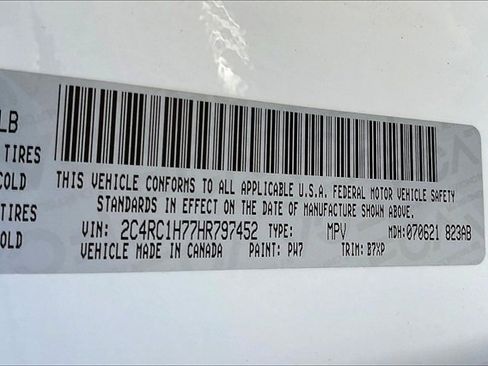 LB
TIRES
COLD
TIRES
OLD
THIS VEHICLE CONFORMS TO ALL APPLICABLE U.S.A. FEDERAL MOTOR VEHICLE SAFETY
STANDARDS IN EFFECT ON THE DATE OF MANUFACTURE SHOWN ABOVE.
VIN: 2C4RC1H77HR797452 TYPE: MPV MDH:070621 823AB
VEHICLE MADE IN CANADA PAINT: PW7 TRIM: B7XP